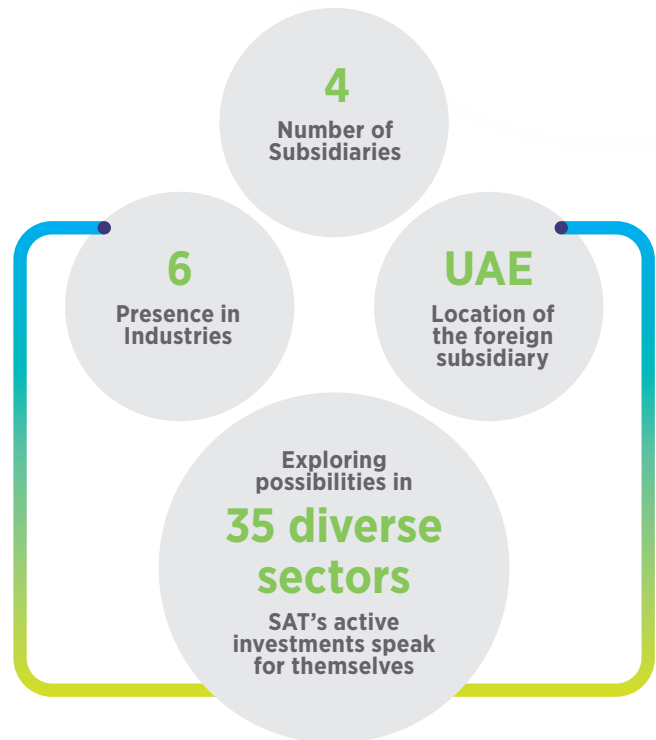 4
Number of
Subsidiaries
6
Presence in
Industries
UAE
Location of
the foreign
subsidiary
Exploring
possibilities in
35 diverse
sectors
SAT's active
investments speak
for themselves